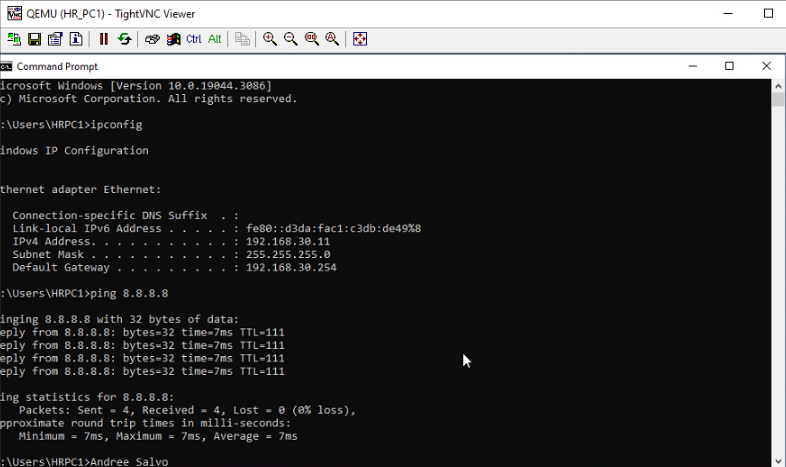 QEMU (HR_PC1) - TightVNC Viewer
Ctrl Alt
Command Prompt
icrosoft Windows [Version 10.0.19044.3086]
c) Microsoft Corporation. All rights reserved.
:\Users\HRPC1>ipconfig
indows IP Configuration
thernet adapter Ethernet:
Connection-specific DNS Suffix . :
Link-local IPv6 Address . . . . . : fe80::d3da:fac1:c3db:de49%8
IPv4 Address. . . . . . . . . . . : 192.168.30.11
Subnet Mask . . . . . . . . . . . : 255.255.255.0
Default Gateway . . . . . . . . . : 192.168.30.254
:\Users\HRPC1>ping 8.8.8.8
inging 8.8.8.8 with 32 bytes of data:
eply from 8.8.8.8: bytes=32 time=7ms TTL=111
eply from 8.8.8.8: bytes=32 time=7ms TTL=111
eply from 8.8.8.8: bytes=32 time=7ms TTL=111
eply from 8.8.8.8: bytes=32 time=7ms TTL=111
ing statistics for 8.8.8.8:
Packets: Sent = 4, Received = 4, Lost = 0 (0% loss),
pproximate round trip times in milli-seconds:
Minimum = 7ms, Maximum = 7ms, Average = 7ms
:\Users\HRPC1>Andree Salvo